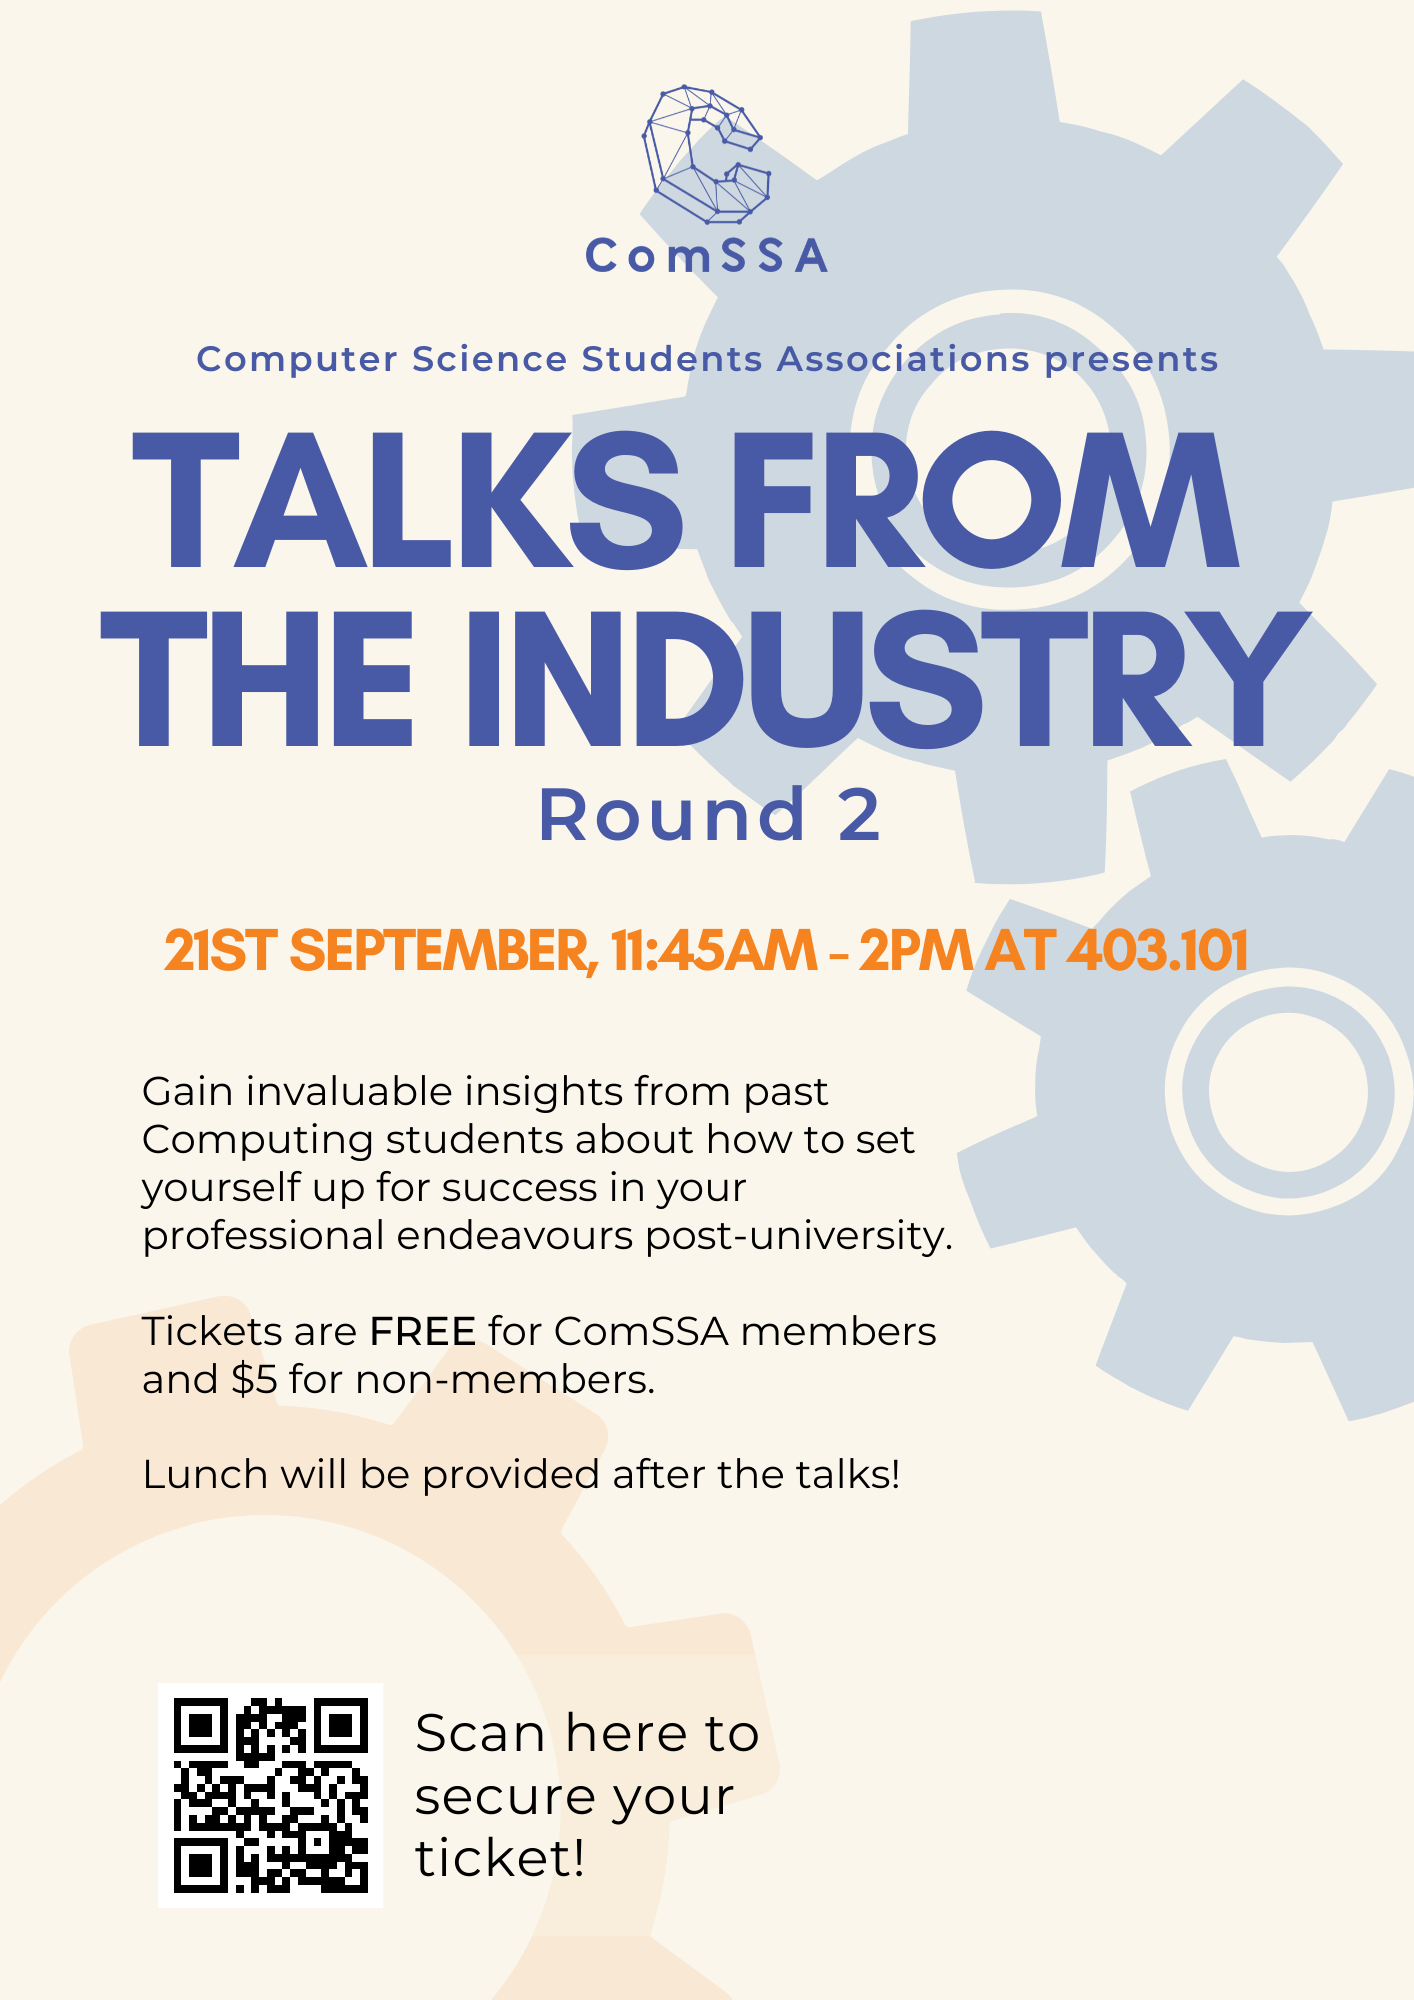 ComSSA
Computer Science Students Associations presents
TALKS FROM
THE INDUSTRY
Round 2
21ST SEPTEMBER, 11:45AM - 2PM AT 403.101
Gain invaluable insights from past
Computing students about how to set
yourself up for success in your
professional endeavours post-university.
Tickets are FREE for ComSSA members
and $5 for non-members.
Lunch will be provided after the talks!
Scan here to
secure your
ticket!